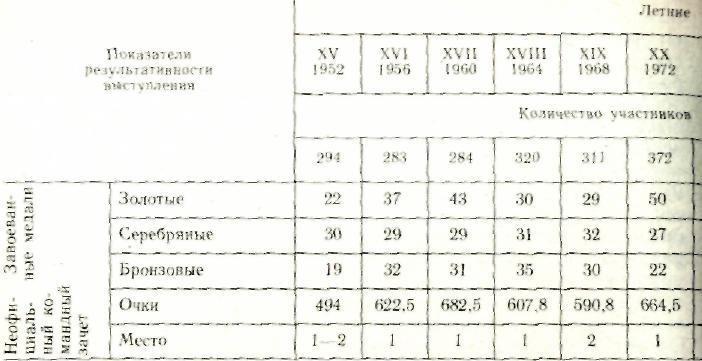 Летние
Показатели
результативности
выступления
XV XVI XVII XVIII XIX XX
1952 1956 1960 1964 1968 1972
Количество участников
294 283 284 320 311 372
Завоеван-
ные медали
Золотые 22 37 43 30 29 50
Серебряные 30 29 29 31 32 27
Бронзовые 19 32 31 35 30 22
Неофи-
циаль-
ный ко-
мандный
зачет
Очки 494 622,5 682,5 607,8 590,8 664,5
Место 1—2 1 1 1 2 1